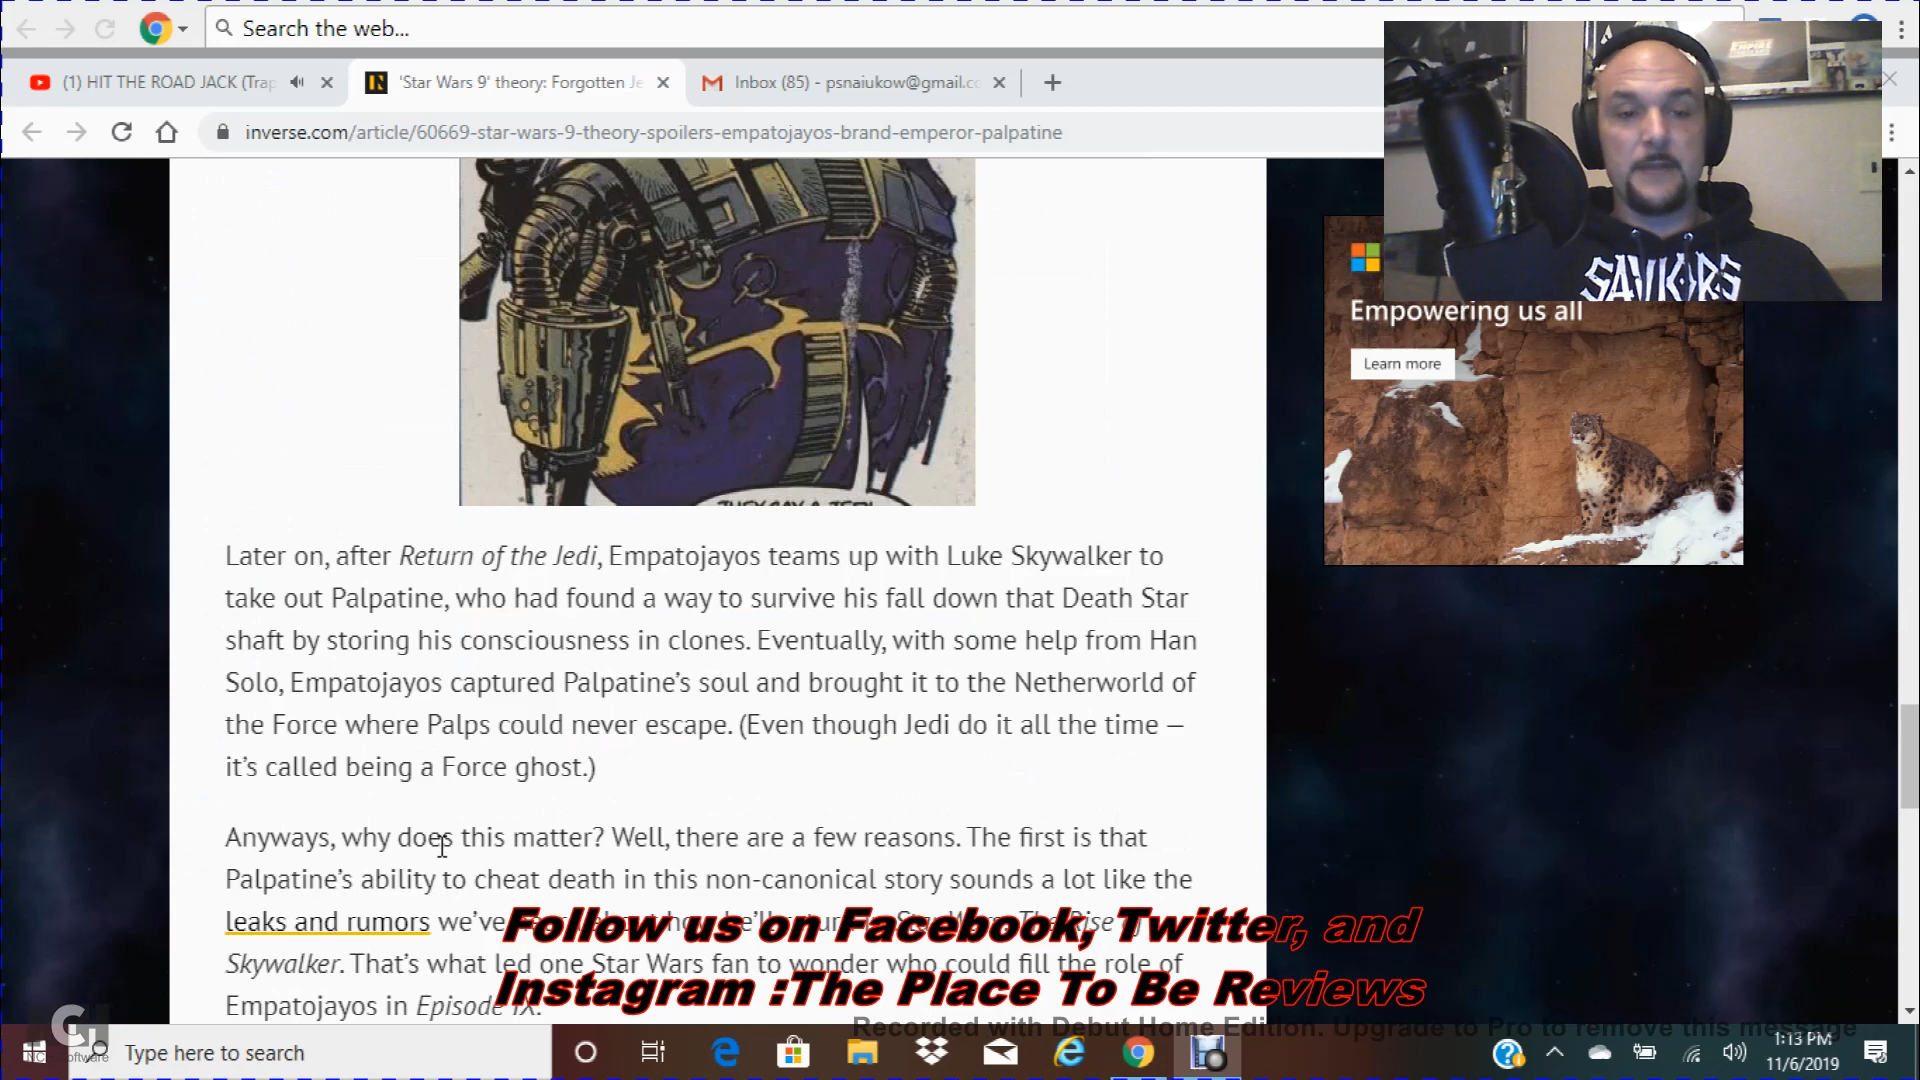 Search the web...
(1) HIT THE ROAD JACK (Trap
'Star Wars 9' theory: Forgotten Je
Inbox (85) - psnaiukow@gmail.co
inverse.com/article/60669-star-wars-9-theory-spoilers-empatojayos-brand-emperor-palpatine
EMPIRE
SAVIORS
Empowering us all
Learn more
THEY SAY A JEDI
Later on, after Return of the Jedi, Empatojayos teams up with Luke Skywalker to
take out Palpatine, who had found a way to survive his fall down that Death Star
shaft by storing his consciousness in clones. Eventually, with some help from Han
Solo, Empatojayos captured Palpatine's soul and brought it to the Netherworld of
the Force where Palps could never escape. (Even though Jedi do it all the time —
it's called being a Force ghost.)
Anyways, why does this matter? Well, there are a few reasons. The first is that
Palpatine's ability to cheat death in this non-canonical story sounds a lot like the
leaks and rumors we've
The Rise of
Skywalker. That's what led one Star Wars fan to wonder who could fill the role of
Empatojayos in Episode IX.
Follow us on Facebook, Twitter, and
Instagram :The Place To Be Reviews
Recorded with Debut Home Edition. Upgrade to Pro to remove this message
NCH Software
Type here to search
1:13 PM
11/6/2019